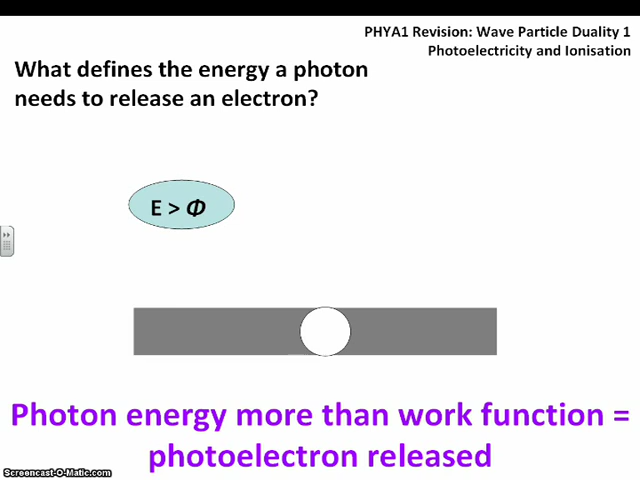 PHYA1 Revision: Wave Particle Duality 1
Photoelectricity and Ionisation
What defines the energy a photon
needs to release an electron?
E > Φ
Photon energy more than work function =
photoelectron released
Screencast-O-Matic.com